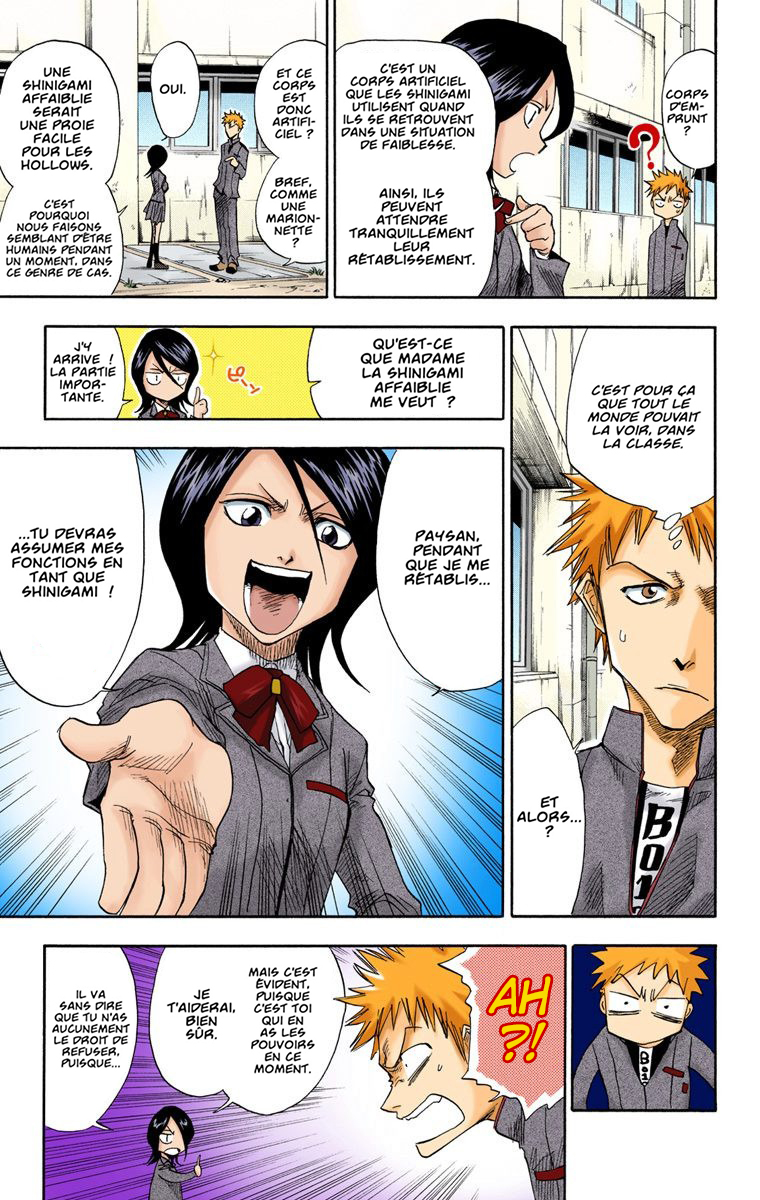 CORPS
D'EM-
PRUNT ?
?
C'EST UN
CORPS ARTIFICIEL
QUE LES SHINIGAMI
UTILISENT QUAND
ILS SE RETROUVENT
DANS UNE SITUATION
DE FAIBLESSE.
AINSI, ILS
PEUVENT
ATTENDRE
TRANQUILLEMENT
LEUR
RÉTABLISSEMENT.
ET CE
CORPS
EST
DONC
ARTIFI-
CIEL ?
BREF,
COMME
UNE
MARION-
NETTE ?
OUI.
UNE
SHINIGAMI
AFFAIBLIE
SERAIT
UNE PROIE
FACILE
POUR LES
HOLLOWS.
C'EST
POURQUOI
NOUS FAISONS
SEMBLANT D'ÊTRE
HUMAINS PENDANT
UN MOMENT, DANS
CE GENRE DE CAS.
C'EST POUR ÇA
QUE TOUT LE
MONDE POUVAIT
LA VOIR, DANS
LA CLASSE.
ET
ALORS...
?
QU'EST-CE
QUE MADAME
LA SHINIGAMI
AFFAIBLIE
ME VEUT ?
J'Y
ARRIVE !
LA PARTIE
IMPOR-
TANTE.
PAYSAN,
PENDANT
QUE JE ME
RÉTABLIS...
...TU DEVRAS
ASSUMER MES
FONCTIONS EN
TANT QUE
SHINIGAMI !
AH
?!
MAIS C'EST
ÉVIDENT,
PUISQUE
C'EST TOI
QUI EN
AS LES
POUVOIRS
EN CE
MOMENT.
JE
T'AIDERAI,
BIEN
SÛR.
IL VA
SANS DIRE
QUE TU N'AS
AUCUNEMENT
LE DROIT DE
REFUSER,
PUISQUE...